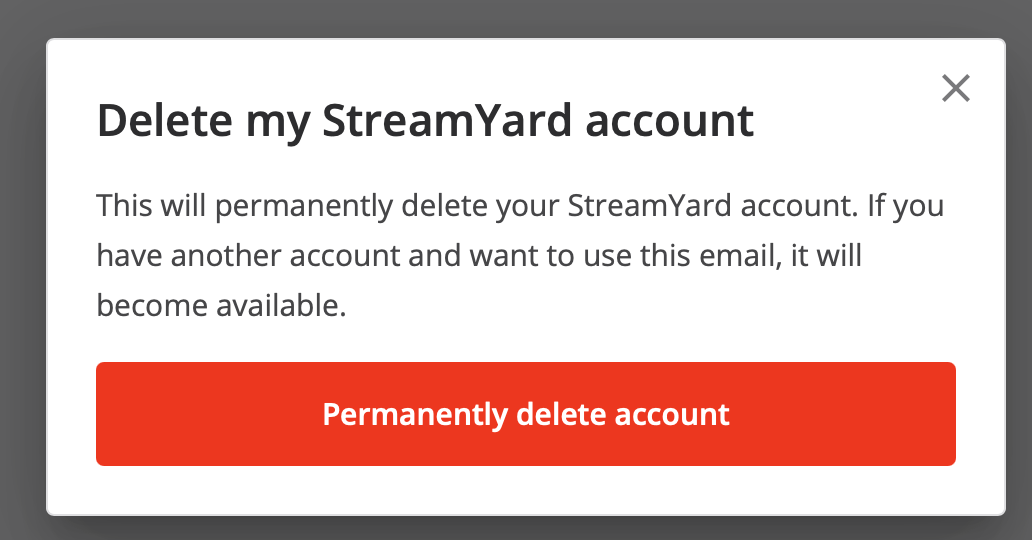 Delete my StreamYard account
This will permanently delete your StreamYard account. If you
have another account and want to use this email, it will
become available.
Permanently delete account